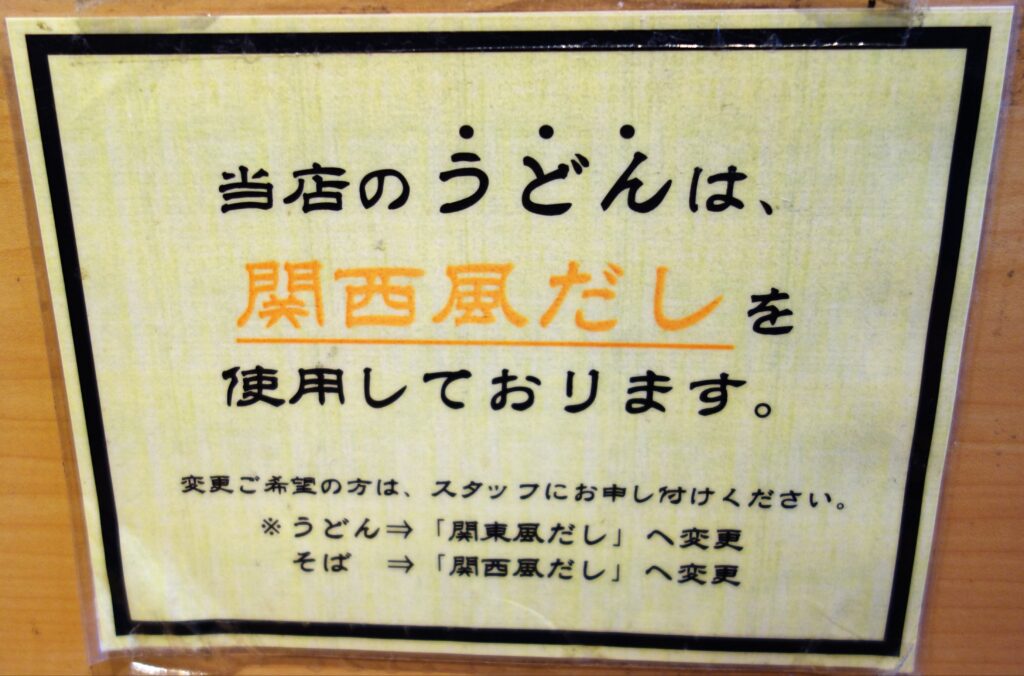 当店のうどんは、
関西風だしを
使用しております。
変更ご希望の方は、スタッフにお申し付けください。
※うどん⇒「関東風だし」へ変更
そば ⇒「関西風だし」へ変更